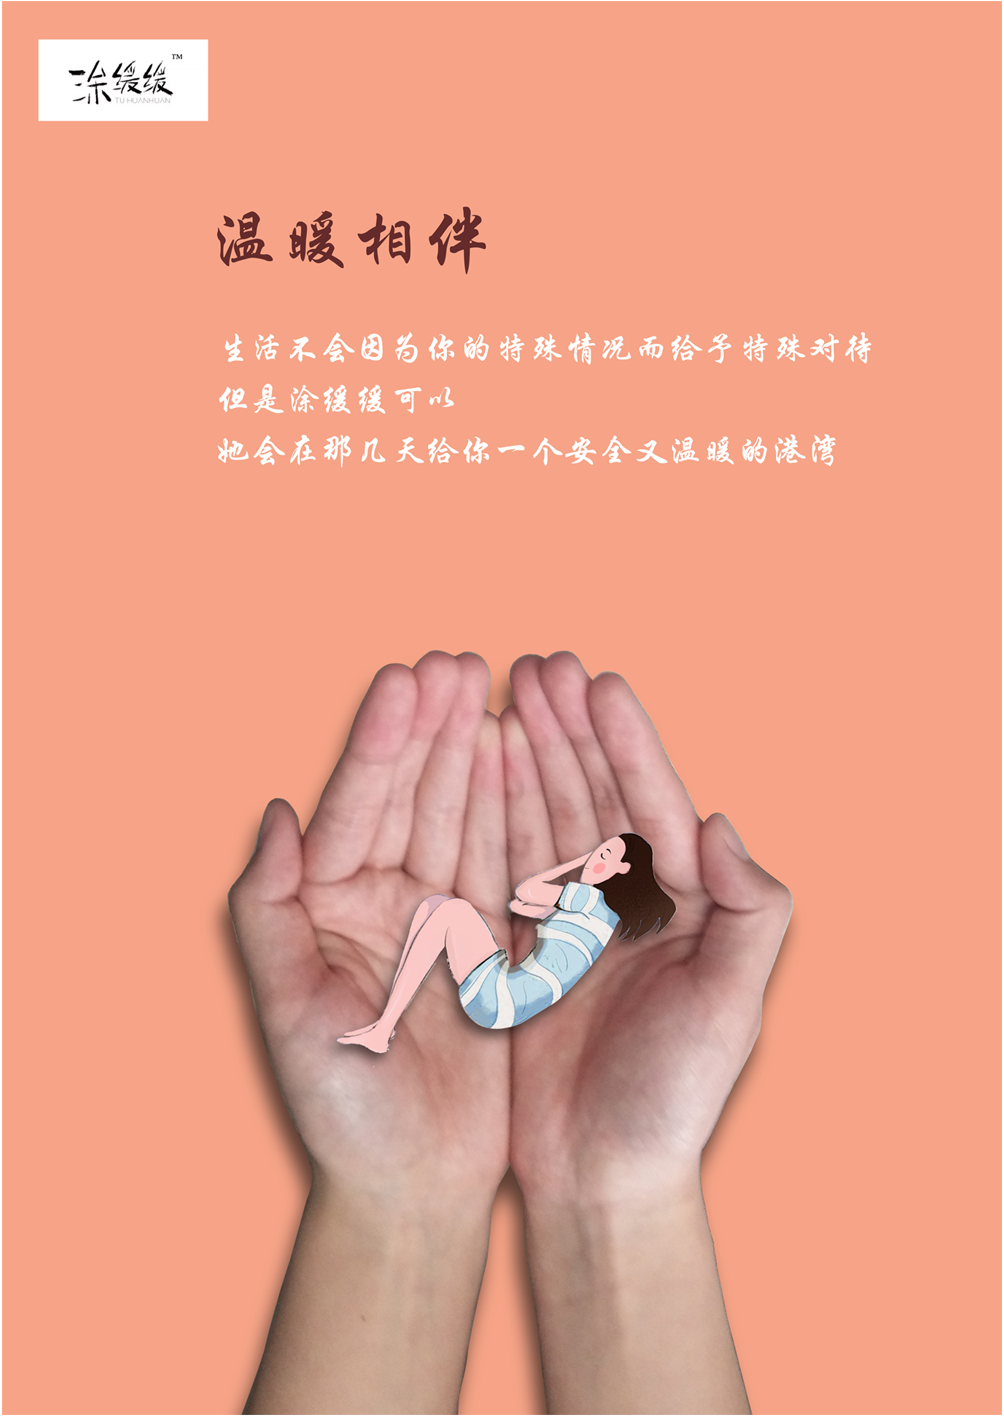 涂缓缓™
TU HUANHUAN
温暖相伴
生活不会因为你的特殊情况而给予特殊对待
但是涂缓缓可以
她会在那几天给你一个安全又温暖的港湾